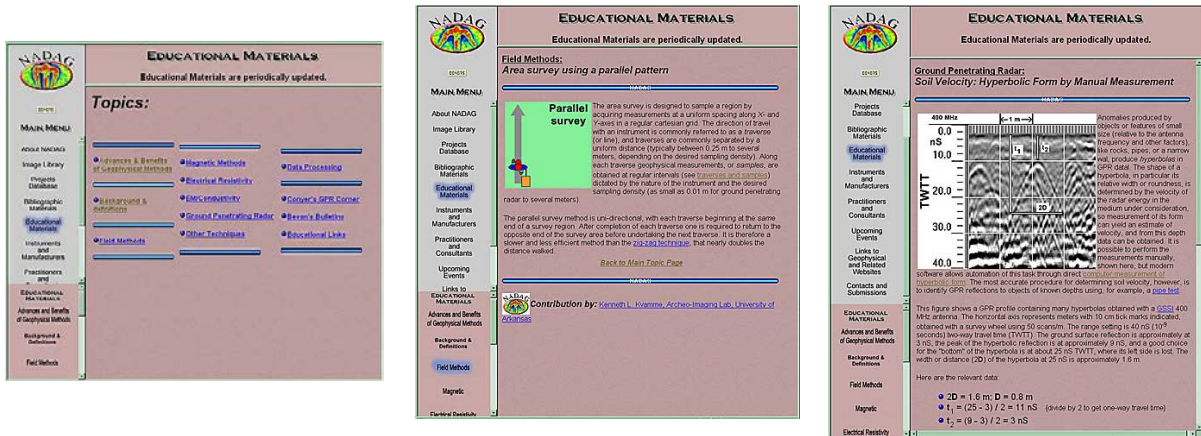 NADAG
EDUCATIONAL MATERIALS
Educational Materials are periodically updated.
MAIN MENU
About NADAG
Image Library
Projects
Database
Bibliographic
Materials
Educational
Materials
Instruments
and
Manufacturers
Practitioners
and
EDUCATIONAL
MATERIALS
Advances and Benefits
of Geophysical Methods
Background &
Definitions
Field Methods
Topics:
Advances & Benefits
of Geophysical Methods
Background &
definitions
Field Methods
Magnetic Methods
Electrical Resistivity
EM/Conductivity
Ground Penetrating Radar
Other Techniques
Data Processing
Conyer's GPR Corner
Bevan's Bulletins
Educational Links
NADAG
EDUCATIONAL MATERIALS
Educational Materials are periodically updated.
MAIN MENU
About NADAG
Image Library
Projects
Database
Bibliographic
Materials
Educational
Materials
Instruments
and
Manufacturers
Practitioners
and
Consultants
Upcoming
Events
Links to
EDUCATIONAL
MATERIALS
Advances and Benefits
of Geophysical Methods
Background &
Definitions
Field Methods
Magnetic
Electrical Resistivity
Field Methods:
Area survey using a parallel pattern
NADAG
Parallel
survey
The area survey is designed to sample a region by
acquiring measurements at a uniform spacing along X- and
Y-axes in a regular cartesian grid. The direction of travel
with an instrument is commonly referred to as a traverse
(or line), and traverses are commonly separated by a
uniform distance (typically between 0.25 m to several
meters, depending on the desired sampling density). Along
each traverse geophysical measurements, or samples, are
obtained at regular intervals (see traverses and samples)
dictated by the nature of the instrument and the desired
sampling density (as small as 0.01 m for ground penetrating
radar to several meters).
The parallel survey method is uni-directional, with each traverse beginning at the same
end of a survey region. After completion of each traverse one is required to return to the
opposite end of the survey area before undertaking the next traverse. It is therefore a
slower and less efficient method than the zig-zag technique, that nearly doubles the
distance walked.
Back to Main Topic Page
NADAG
Contribution by: Kenneth L. Kvamme, Archeo-Imaging Lab, University of
Arkansas
NADAG
EDUCATIONAL MATERIALS
Educational Materials are periodically updated.
MAIN MENU
Projects
Database
Bibliographic
Materials
Educational
Materials
Instruments
and
Manufacturers
Practitioners
and
Consultants
Upcoming
Events
Links to
Geophysical
and Related
Websites
Contacts and
Submissions
EDUCATIONAL
MATERIALS
Advances and Benefits
of Geophysical Methods
Background &
Definitions
Field Methods
Magnetic
Electrical Resistivity
Ground Penetrating Radar:
Soil Velocity: Hyperbolic Form by Manual Measurement
NADAG
400 MHz
1 m
0.0
nS
10.0
20.0
30.0
40.0
TWTT
t1
t2
2D
Anomalies produced by
objects or features of small
size (relative to the antenna
frequency and other factors),
like rocks, pipes, or a narrow
wal, produce hyperbolas in
GPR data. The shape of a
hyperbola, in particular its
relative width or roundness, is
determined by the velocity of
the radar energy in the
medium under consideration,
so measurement of its form
can yield an estimate of
velocity, and from this depth
data can be obtained. It is
possible to perform the
measurements manually,
shown here, but modern
software allows automation of this task through direct computer measurement of
hyperbolic form. The most accurate procedure for determining soil velocity, however, is
to identify GPR reflections to objects of known depths using, for example, a pipe test.
This figure shows a GPR profile containing many hyperbolas obtained with a GSSI 400
MHz antenna. The horizontal axis represents meters with 10 cm tick marks indicated,
obtained with a survey wheel using 50 scans/m. The range setting is 40 nS (10-9
seconds) two-way travel time (TWTT). The ground surface reflection is approximately at
3 nS, the peak of the hyperbolic reflection is at approximately 9 nS, and a good choice
for the "bottom" of the hyperbola is at about 25 nS TWTT, where its left side is lost. The
width or distance (2D) of the hyperbola at 25 nS is approximately 1.6 m.
Here are the relevant data:
2D = 1.6 m; D = 0.8 m
t1 = (25 - 3) / 2 = 11 nS (divide by 2 to get one-way travel time)
t2 = (9 - 3) / 2 = 3 nS